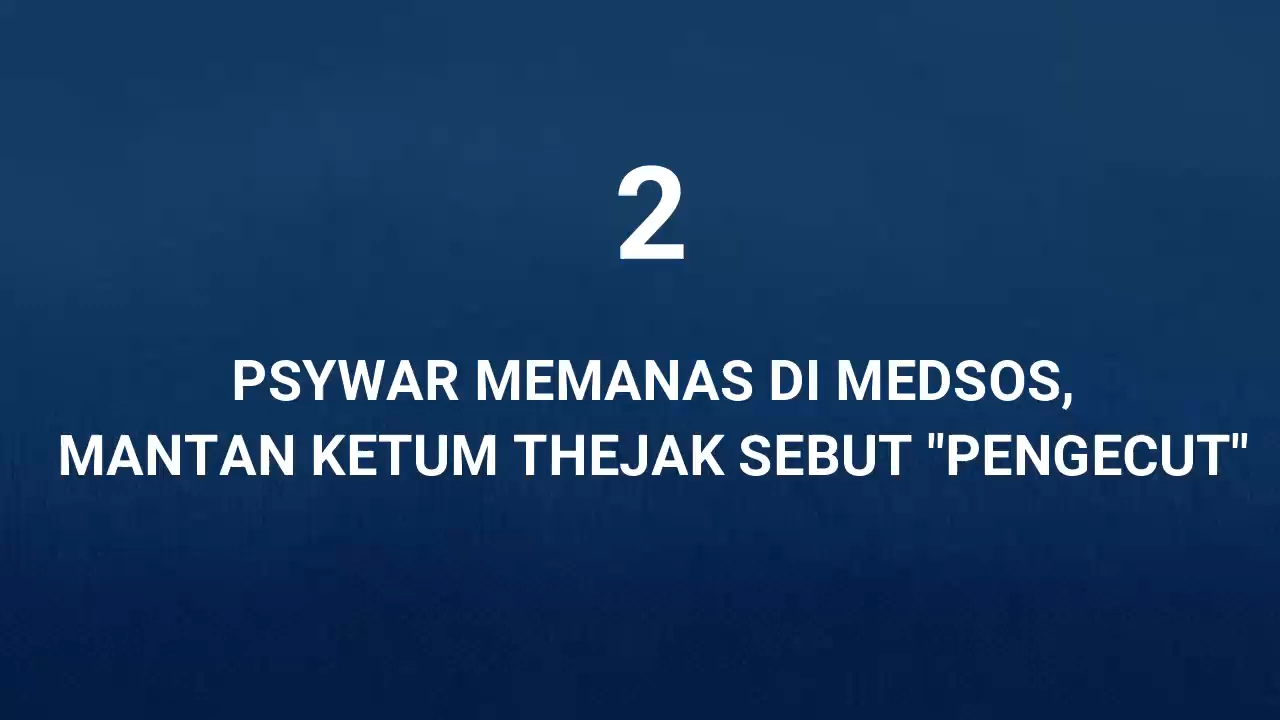 2
PSYWAR MEMANAS DI MEDSOS,
MANTAN KETUM THEJAK SEBUT "PENGECUT"